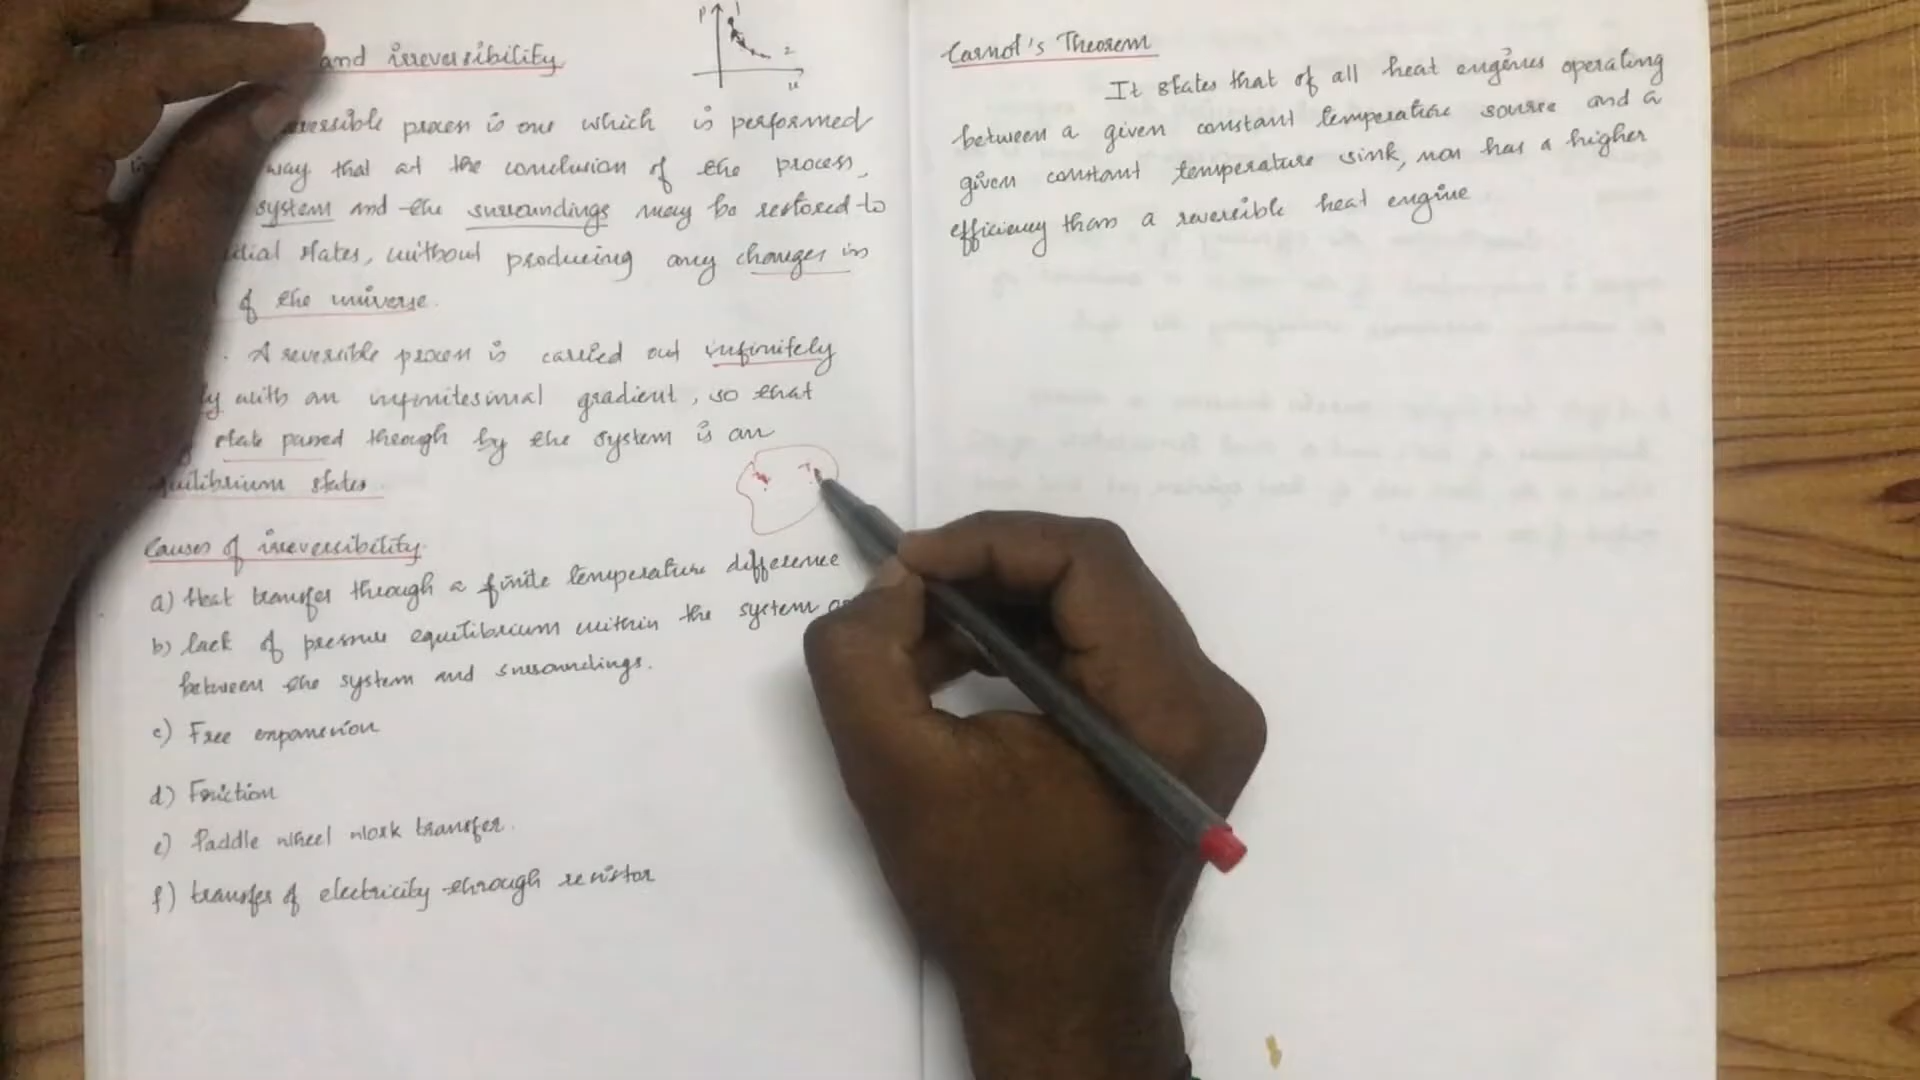 and irreversibility
P 1
2
process is one which is performed
way that at the conclusion of the process,
system and the surroundings may be restored to
states, without producing any changes in
of the universe.
A reversible process is carried out infinitely
with an infinitesimal gradient, so that
state passed through by the system is an
states.
Causes of irreversibility.
a) Heat transfer through a finite temperature difference
b) lack of pressure equilibrium within the system
between the system and surroundings.
c) Free expansion
d) Friction
e) Paddle wheel work transfer.
f) transfer of electricity through resistor
Carnot's Theorem
It states that of all heat engines operating
between a given constant temperature source and a
given constant temperature sink, non has a higher
efficiency than a reversible heat engine